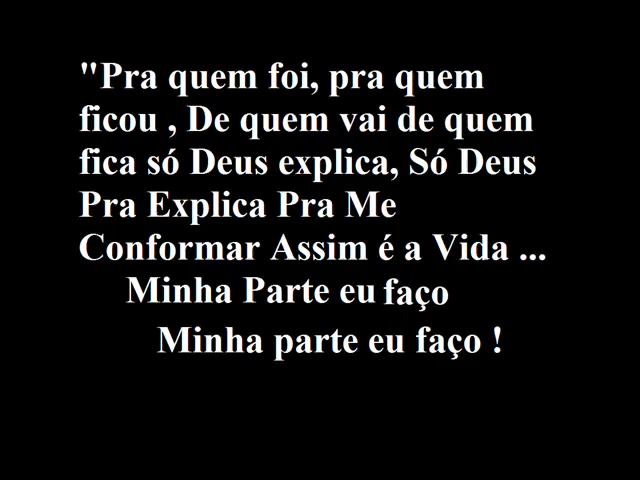 "Pra quem foi, pra quem
ficou , De quem vai de quem
fica só Deus explica, Só Deus
Pra Explica Pra Me
Conformar Assim é a Vida ...
Minha Parte eu faço
Minha parte eu faço !